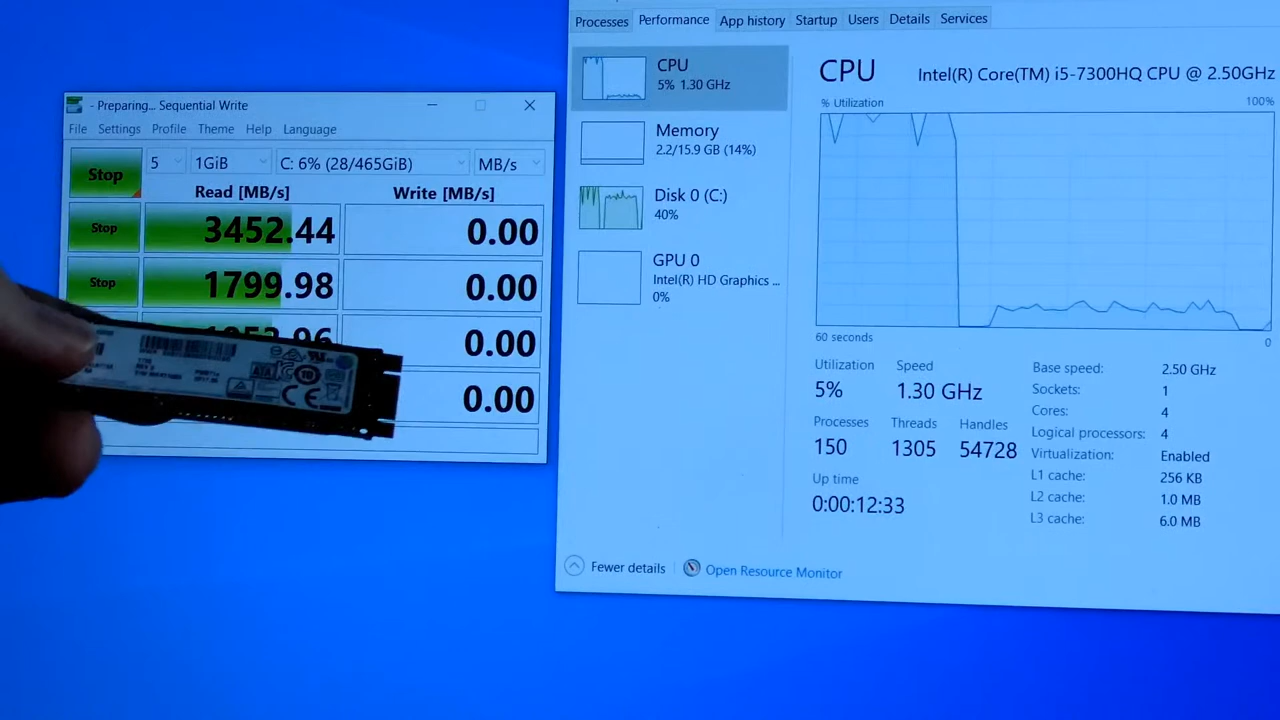 - Preparing... Sequential Write
File Settings Profile Theme Help Language
Stop 5 1GiB C: 6% (28/465GiB) MB/s
Read [MB/s] Write [MB/s]
Stop 3452.44 0.00
Stop 1799.98 0.00
0.00
0.00
Processes Performance App history Startup Users Details Services
CPU
5% 1.30 GHz
Memory
2.2/15.9 GB (14%)
Disk 0 (C:)
40%
GPU 0
Intel(R) HD Graphics ...
0%
CPU Intel(R) Core(TM) i5-7300HQ CPU @ 2.50GHz
% Utilization 100%
60 seconds 0
Utilization Speed
5% 1.30 GHz
Processes Threads Handles
150 1305 54728
Up time
0:00:12:33
Base speed: 2.50 GHz
Sockets: 1
Cores: 4
Logical processors: 4
Virtualization: Enabled
L1 cache: 256 KB
L2 cache: 1.0 MB
L3 cache: 6.0 MB
Fewer details Open Resource Monitor